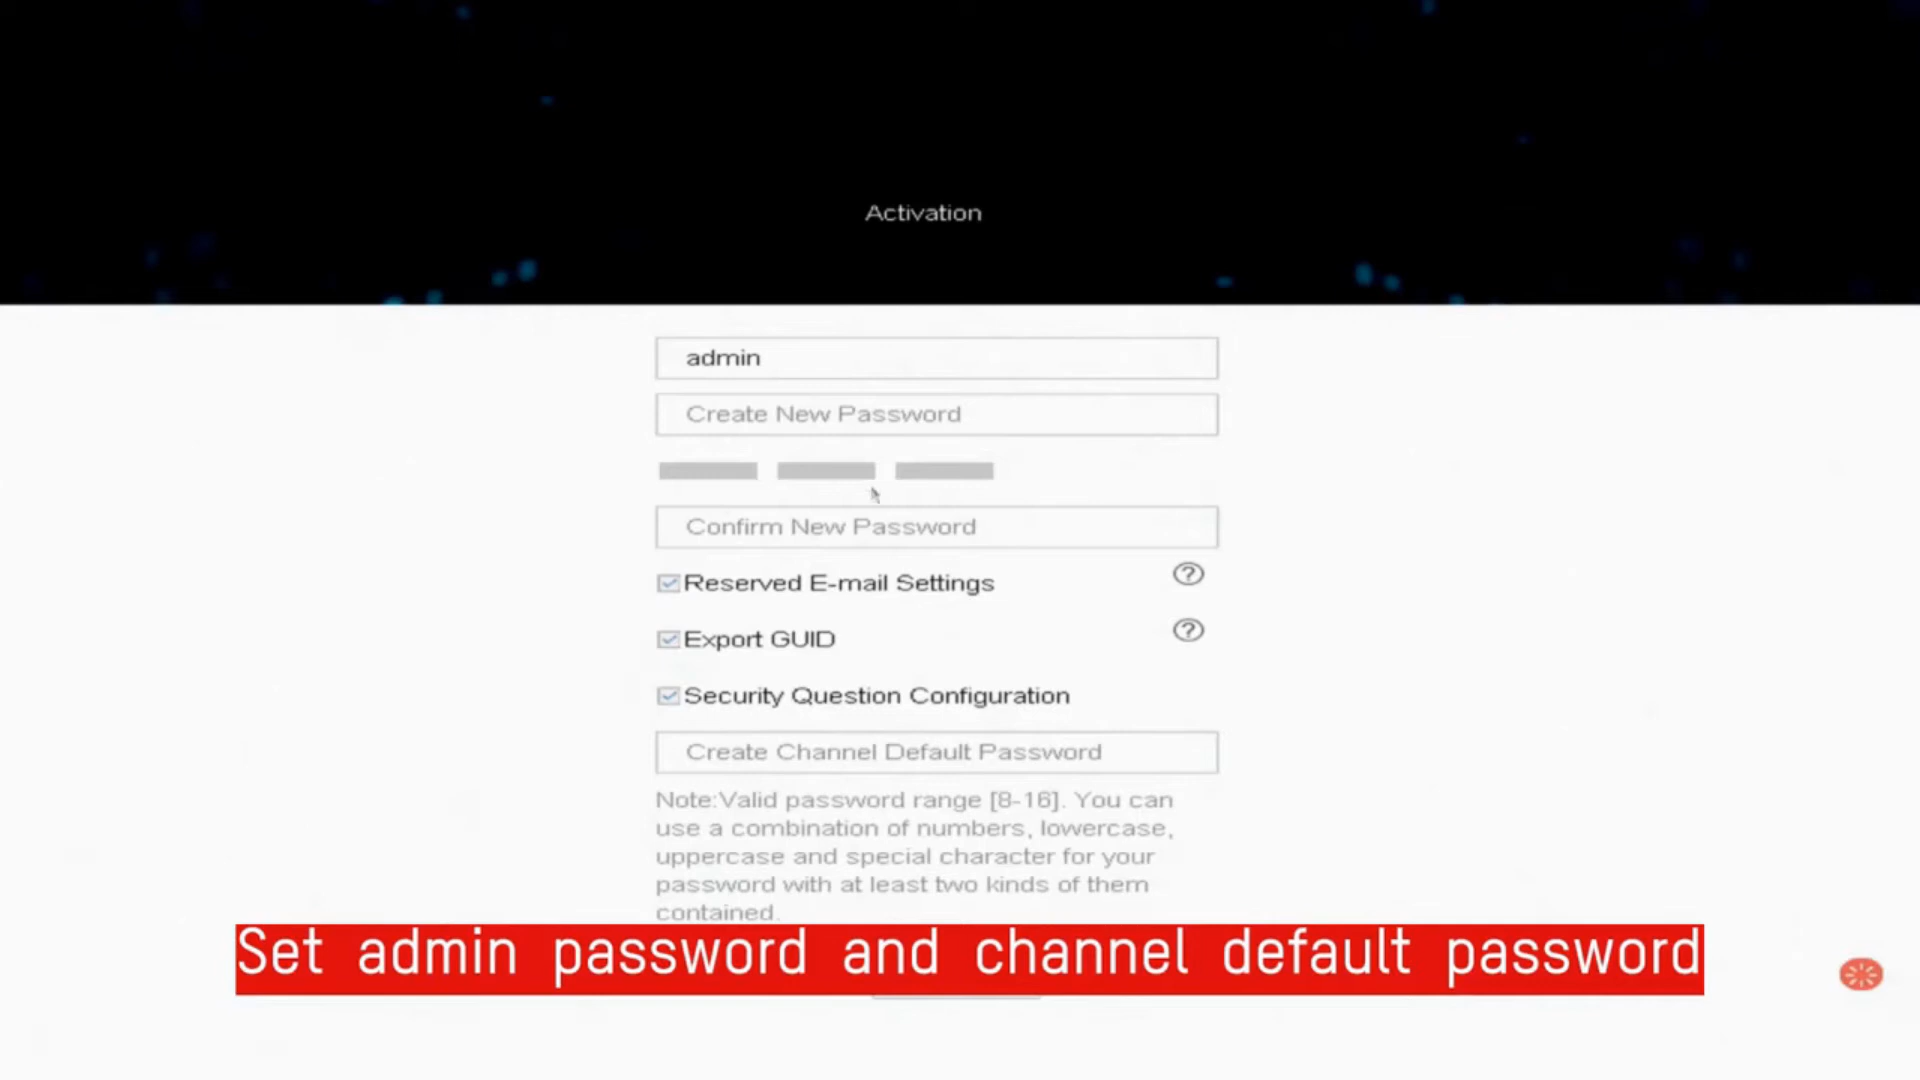 Activation
admin
Create New Password
Confirm New Password
Reserved E-mail Settings
?
Export GUID
?
Security Question Configuration
Create Channel Default Password
Note:Valid password range [8-16]. You can
use a combination of numbers, lowercase,
uppercase and special character for your
password with at least two kinds of them
contained.
Set admin password and channel default password